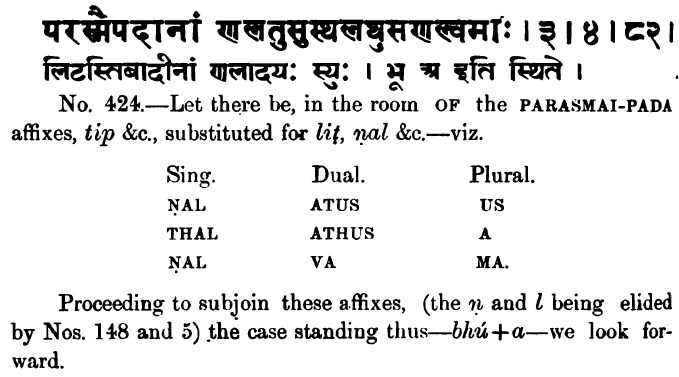 परस्मैपदानां णलतुसुस्थलथुसणल्वमाः । ३ । ४ । ८२ ।
लिटस्तिबादीनां णलादयः स्युः । भू अ इति स्थिते ।
No. 424.—Let there be, in the room OF the PARASMAI-PADA
affixes, tip &c., substituted for liṭ, ṇal &c.—viz.
Sing. Dual. Plural.
ṆAL ATUS US
THAL ATHUS A
ṆAL VA MA.
Proceeding to subjoin these affixes, (the ṇ and l being elided
by Nos. 148 and 5) the case standing thus—bhú+a—we look for-
ward.